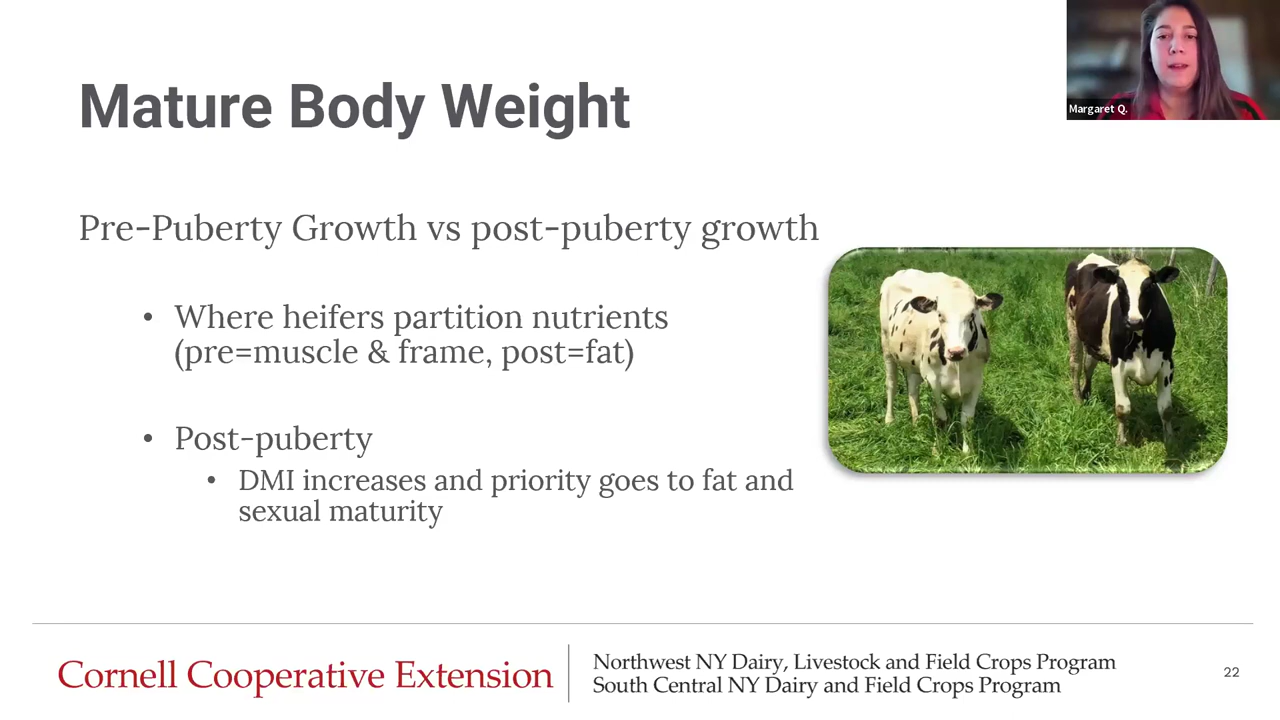 Mature Body Weight
Margaret Q.
Pre-Puberty Growth vs post-puberty growth
• Where heifers partition nutrients
(pre=muscle & frame, post=fat)
• Post-puberty
• DMI increases and priority goes to fat and
sexual maturity
Cornell Cooperative Extension
Northwest NY Dairy, Livestock and Field Crops Program
South Central NY Dairy and Field Crops Program
22